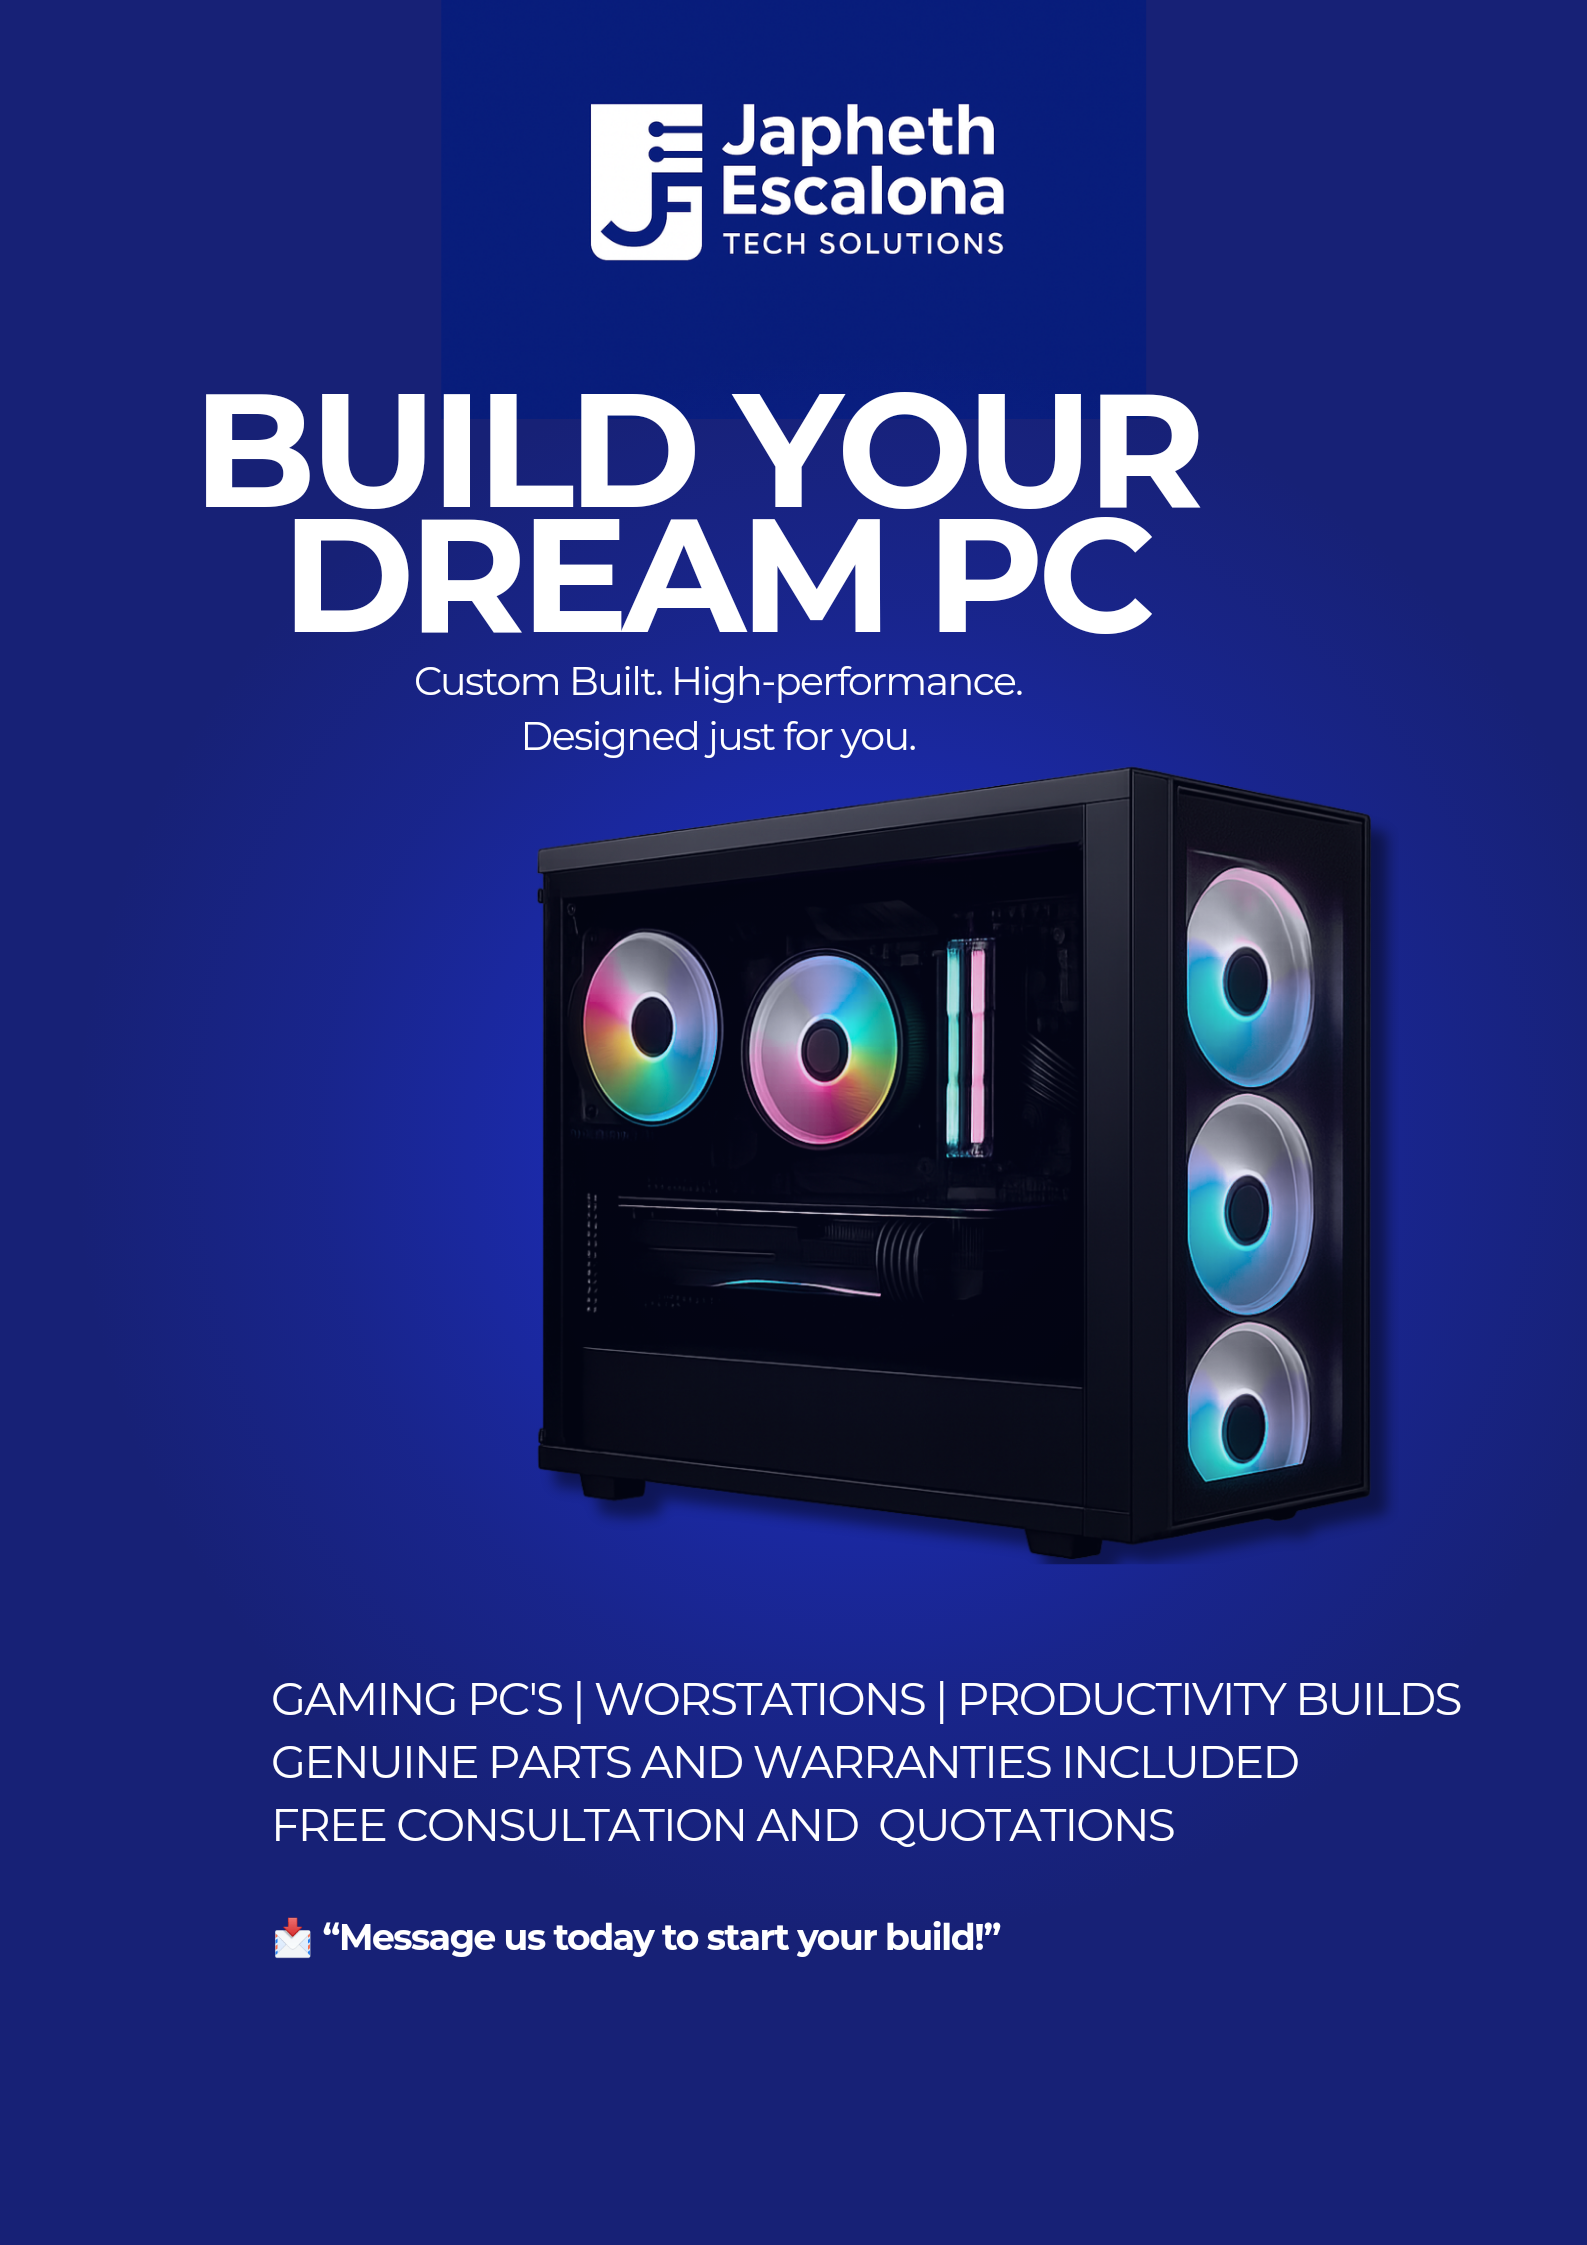 Japheth
Escalona
TECH SOLUTIONS
BUILD YOUR
DREAM PC
Custom Built. High-performance.
Designed just for you.
GAMING PC'S | WORSTATIONS | PRODUCTIVITY BUILDS
GENUINE PARTS AND WARRANTIES INCLUDED
FREE CONSULTATION AND  QUOTATIONS
📩 “Message us today to start your build!”